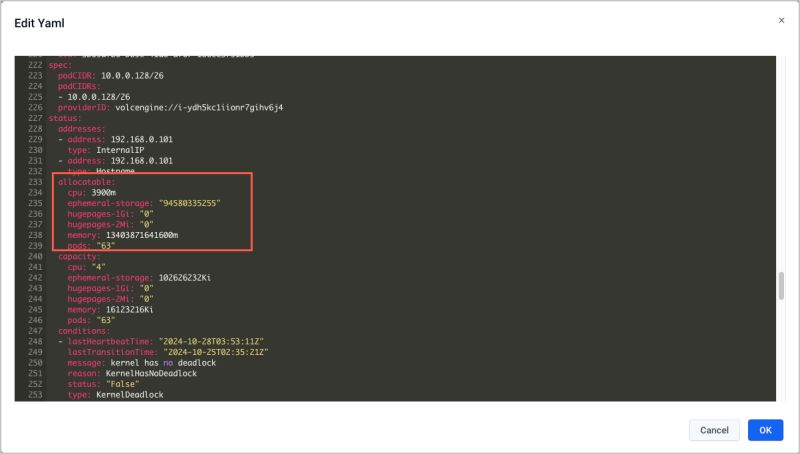 Edit Yaml
×
222 spec:
223 podCIDR: 10.0.0.128/26
224 podCIDRs:
225 - 10.0.0.128/26
226 providerID: volcengine://i-ydh5kc1iionr7gihv6j4
227 status:
228 addresses:
229 - address: 192.168.0.101
230 type: InternalIP
231 - address: 192.168.0.101
232 type: Hostname
233 allocatable:
234 cpu: 3900m
235 ephemeral-storage: "94580335255"
236 hugepages-1Gi: "0"
237 hugepages-2Mi: "0"
238 memory: 13403871641600m
239 pods: "63"
240 capacity:
241 cpu: "4"
242 ephemeral-storage: 102626232Ki
243 hugepages-1Gi: "0"
244 hugepages-2Mi: "0"
245 memory: 16123216Ki
246 pods: "63"
247 conditions:
248 - lastHeartbeatTime: "2024-10-28T03:53:11Z"
249 lastTransitionTime: "2024-10-25T02:35:21Z"
250 message: kernel has no deadlock
251 reason: KernelHasNoDeadlock
252 status: "False"
253 type: KernelDeadlock
Cancel
OK